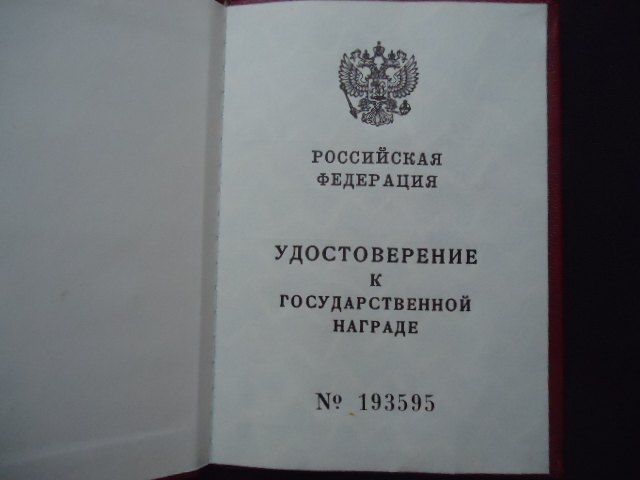 РОССИЙСКАЯ
ФЕДЕРАЦИЯ
УДОСТОВЕРЕНИЕ
К
ГОСУДАРСТВЕННОЙ
НАГРАДЕ
№ 193595